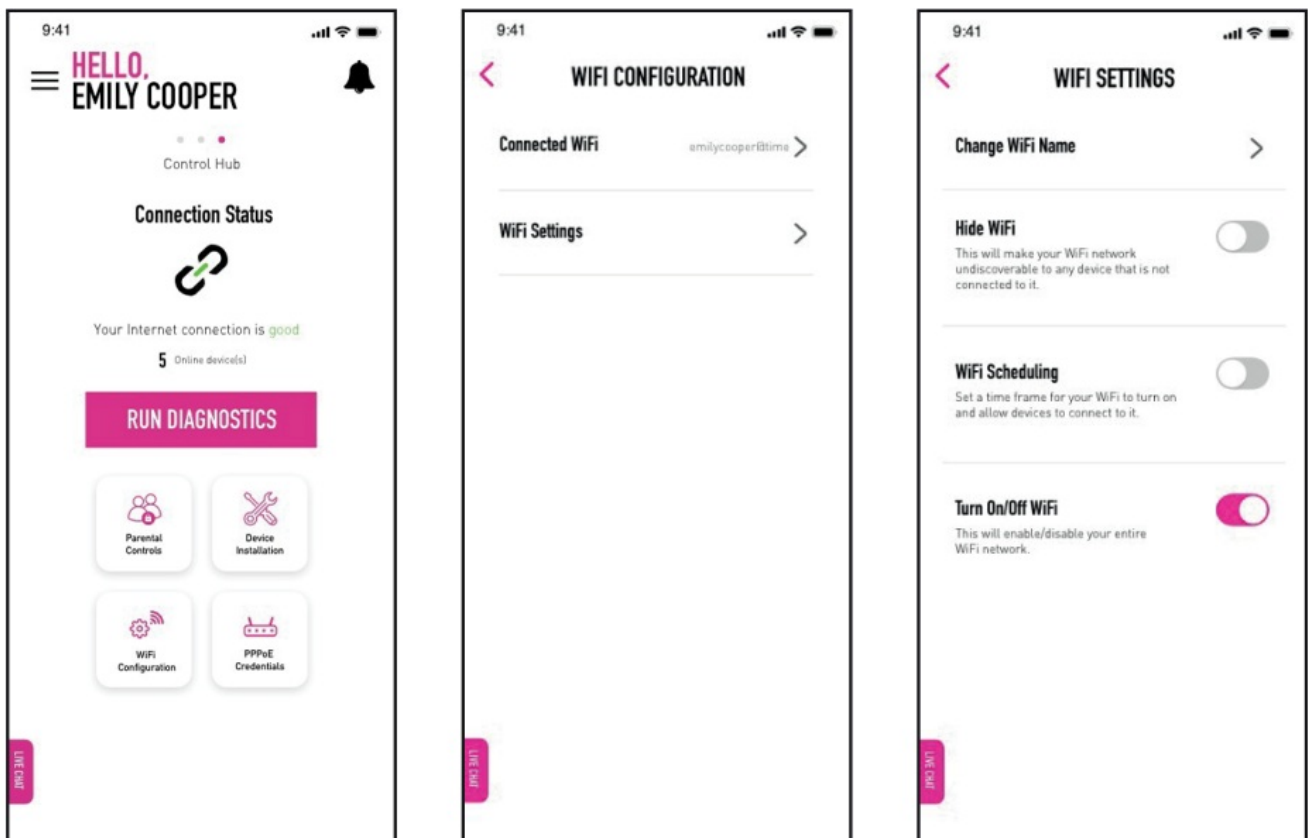 9:41
HELLO,
EMILY COOPER
Control Hub
Connection Status
Your Internet connection is good
5 Online device(s)
RUN DIAGNOSTICS
Parental
Controls
Device
Installation
WiFi
Configuration
PPPoE
Credentials
LIVE CHAT
9:41
WIFI CONFIGURATION
Connected WiFi emilycooper@time
WiFi Settings
LIVE CHAT
9:41
WIFI SETTINGS
Change WiFi Name
Hide WiFi
This will make your WiFi network
undiscoverable to any device that is not
connected to it.
WiFi Scheduling
Set a time frame for your WiFi to turn on
and allow devices to connect to it.
Turn On/Off WiFi
This will enable/disable your entire
WiFi network.
LIVE CHAT